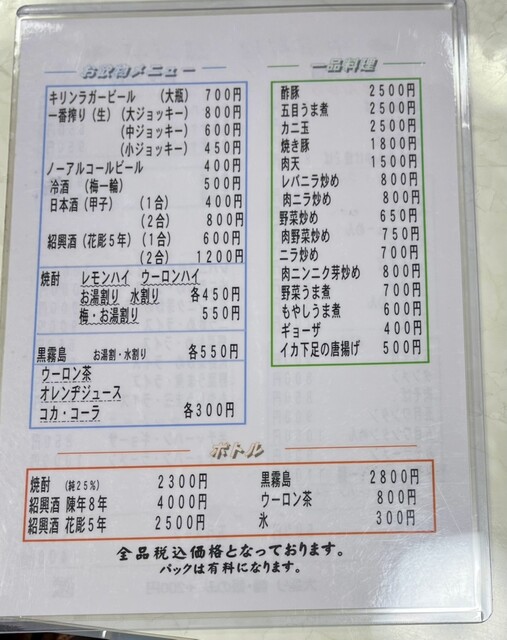 お飲物メニュー
キリンラガービール (大瓶) 700円
一番搾り(生)(大ジョッキー) 800円
(中ジョッキー) 600円
(小ジョッキー) 450円
ノーアルコールビール 400円
冷酒 (梅一輪) 500円
日本酒(甲子) (1合) 400円
(2合) 800円
紹興酒(花彫5年)(1合) 600円
(2合) 1200円
焼酎 レモンハイ ウーロンハイ
お湯割り 水割り 各450円
梅・お湯割り 550円
黒霧島 お湯割・水割り 各550円
ウーロン茶
オレンヂジュース
コカ・コーラ 各300円
一品料理
酢豚 2500円
五目うま煮 2500円
カニ玉 2500円
焼き豚 1800円
肉天 1500円
レバニラ炒め 800円
肉ニラ炒め 800円
野菜炒め 650円
肉野菜炒め 750円
ニラ炒め 700円
肉ニンニク芽炒め 800円
野菜うま煮 700円
もやしうま煮 600円
ギョーザ 400円
イカ下足の唐揚げ 500円
ボトル
焼酎 (純25%) 2300円
紹興酒 陳年8年 4000円
紹興酒 花彫5年 2500円
黒霧島 2800円
ウーロン茶 800円
氷 300円
全品税込価格となっております。
パックは有料になります。